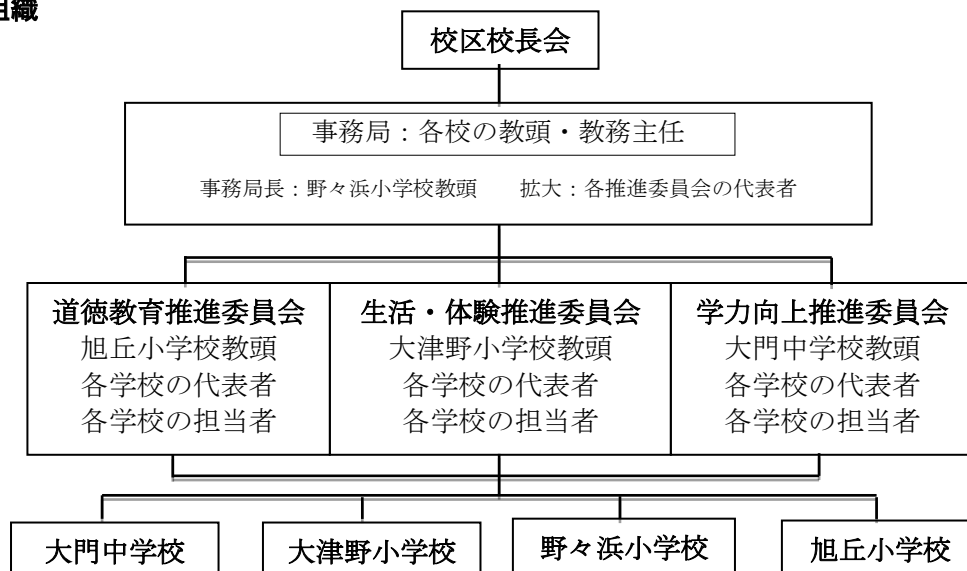 組織
校区校長会
事務局：各校の教頭・教務主任
事務局長：野々浜小学校教頭　　拡大：各推進委員会の代表者
道徳教育推進委員会
旭丘小学校教頭
各学校の代表者
各学校の担当者
生活・体験推進委員会
大津野小学校教頭
各学校の代表者
各学校の担当者
学力向上推進委員会
大門中学校教頭
各学校の代表者
各学校の担当者
大門中学校
大津野小学校
野々浜小学校
旭丘小学校